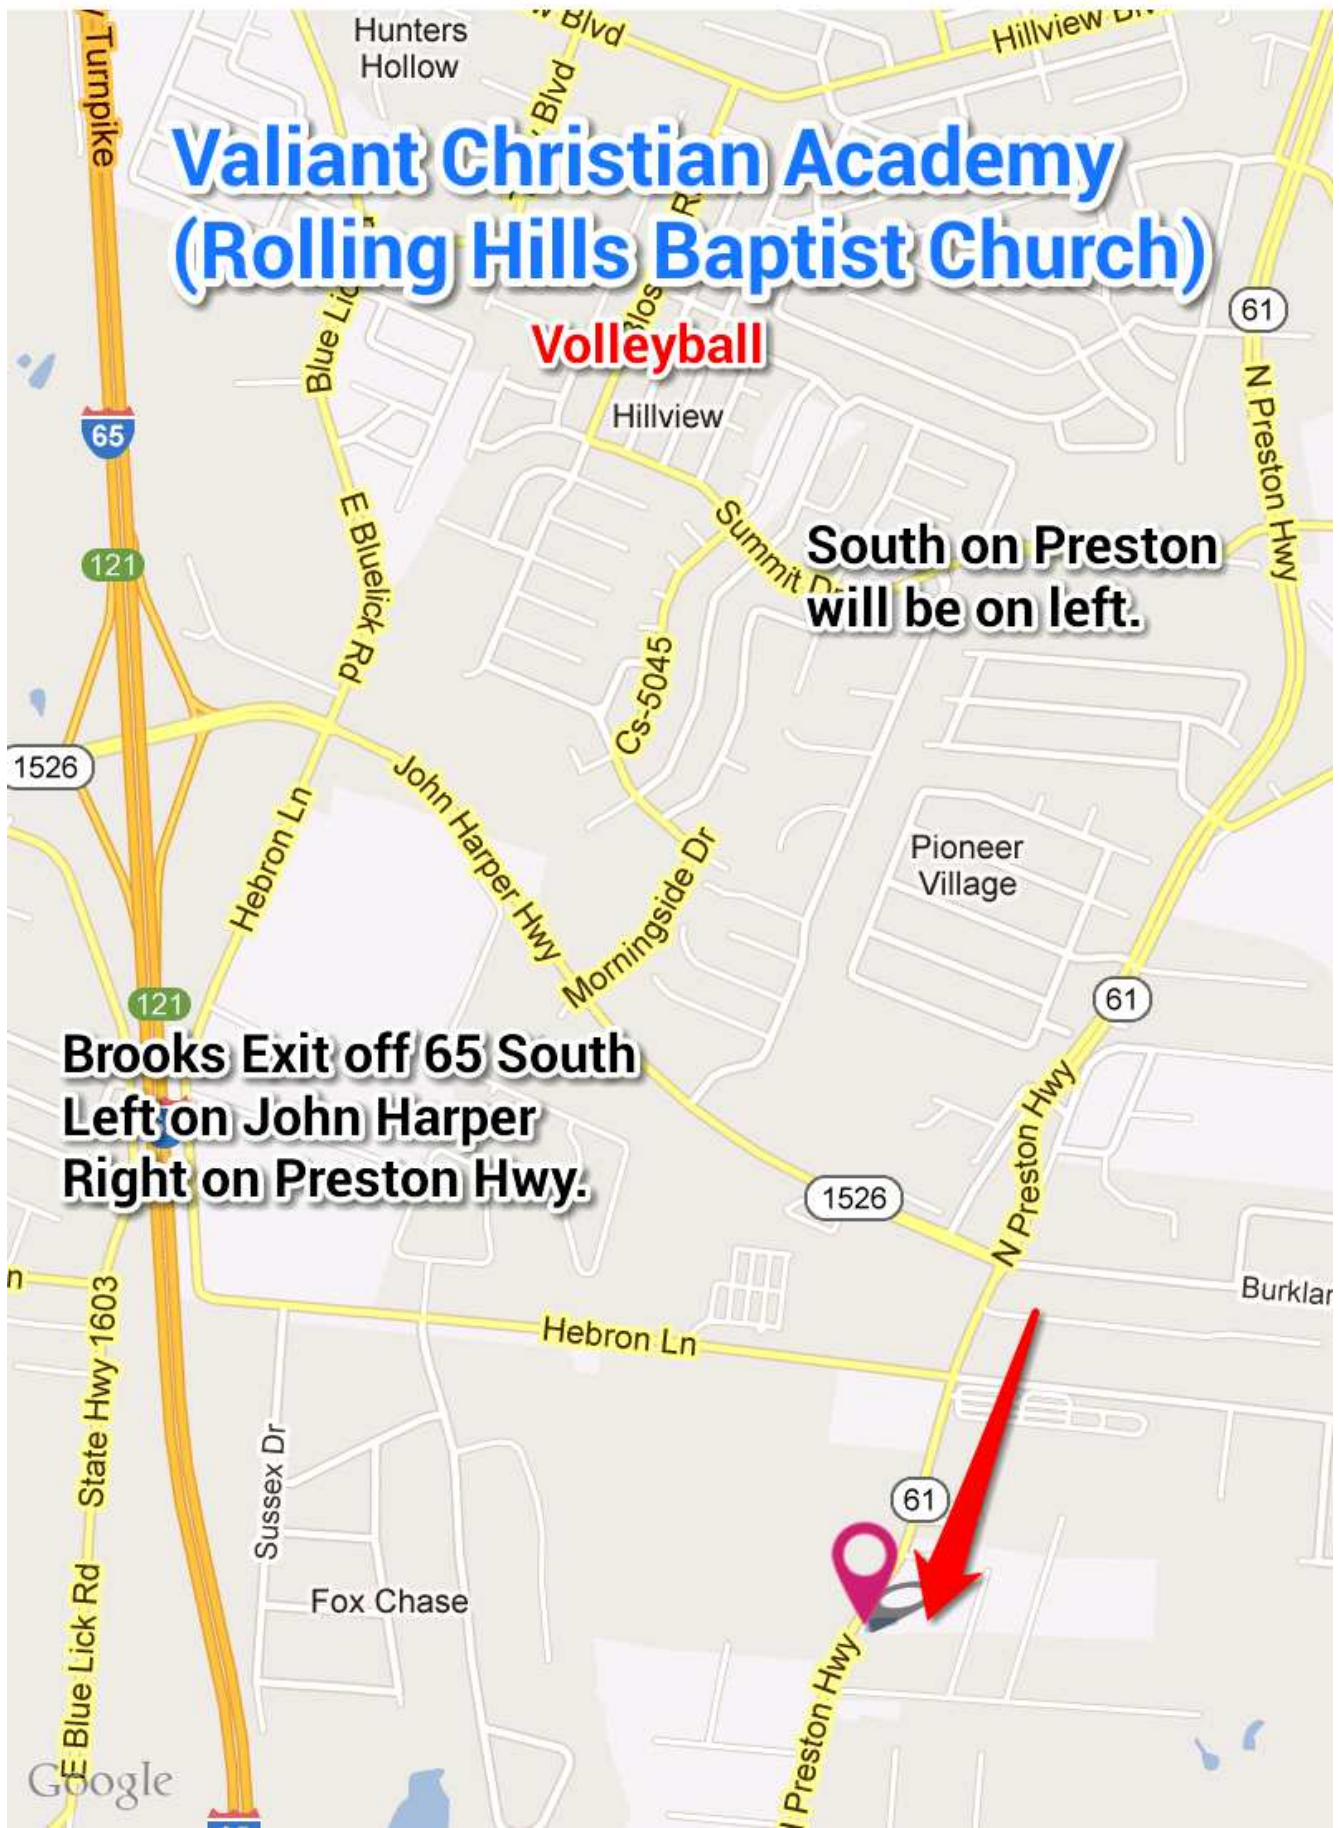 Turnpike
Hunters
Hollow
Blvd
Blvd
Hillview
Valiant Christian Academy
(Rolling Hills Baptist Church)
Volleyball
61
Blue
65
Hillview
N Preston Hwy
E Bluelick Rd
Summit Dr
South on Preston
will be on left.
121
Cs-5045
1526
John Harper Hwy
Hebron Ln
Morningside Dr
Pioneer
Village
121
61
Brooks Exit off 65 South
Left on John Harper
Right on Preston Hwy.
N Preston Hwy
1526
State Hwy 1603
Hebron Ln
Sussex Dr
61
Fox Chase
E Blue Lick Rd
Preston Hwy
Google